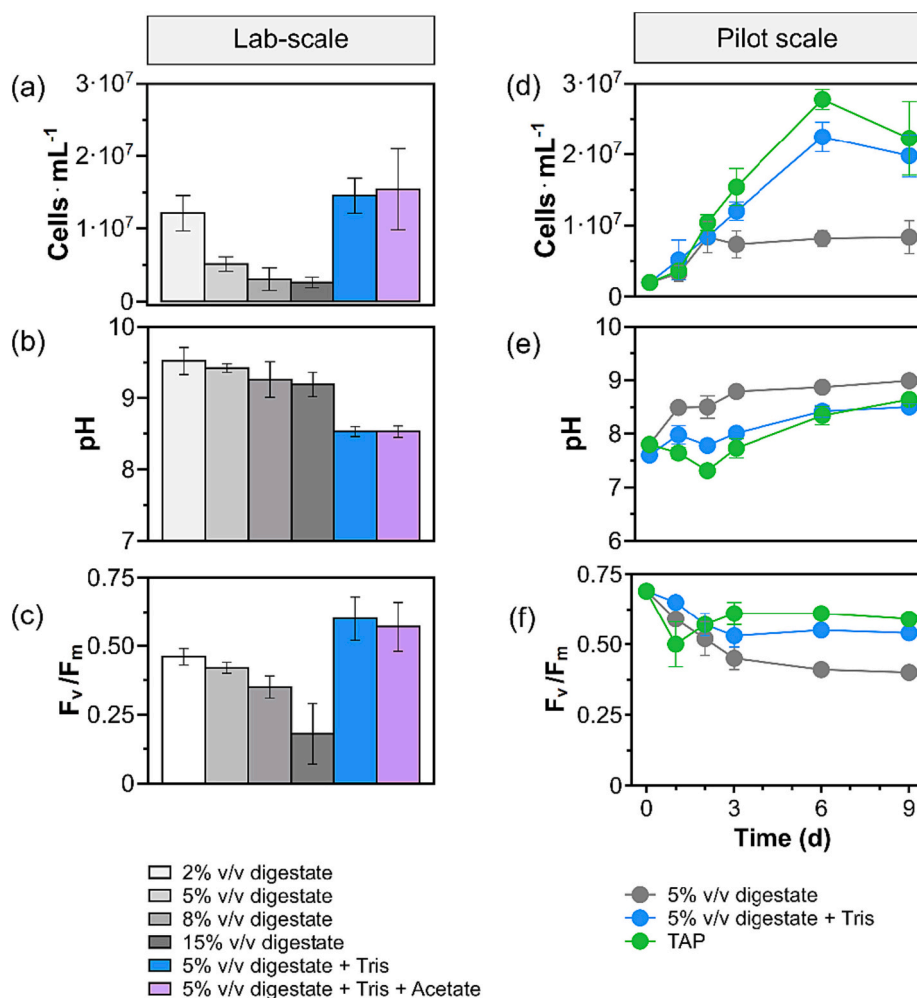 Lab-scale
Pilot scale
(a)
3·10⁷
2·10⁷
1·10⁷
0
Cells·mL⁻¹
(d)
3·10⁷
2·10⁷
1·10⁷
0
Cells·mL⁻¹
(b)
10
9
8
7
pH
(e)
10
9
8
7
6
pH
(c)
0.75
0.50
0.25
0
Fᵥ/Fₘ
(f)
0.75
0.50
0.25
0
Fᵥ/Fₘ
0 3 6 9
Time (d)
2% v/v digestate
5% v/v digestate
8% v/v digestate
15% v/v digestate
5% v/v digestate + Tris
5% v/v digestate + Tris + Acetate
5% v/v digestate
5% v/v digestate + Tris
TAP